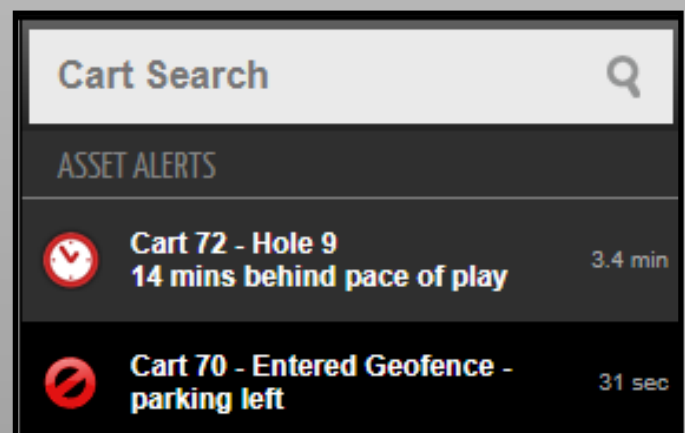 Cart Search
ASSET ALERTS
Cart 72 - Hole 9
14 mins behind pace of play
3.4 min
Cart 70 - Entered Geofence -
parking left
31 sec